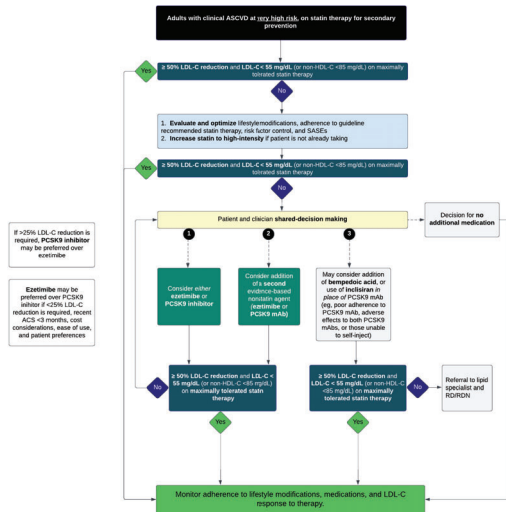 Adults with clinical ASCVD at very high risk, on statin therapy for secondary
prevention
Yes
≥ 50% LDL-C reduction and LDL-C< 55 mg/dL (or non-HDL-C <85 mg/dL) on maximally
tolerated statin therapy
No
1. Evaluate and optimize lifestyle modifications, adherence to guideline
recommended statin therapy, risk factor control, and SASEs
2. Increase statin to high-intensity if patient is not already taking
Yes
≥ 50% LDL-C reduction and LDL-C < 55 mg/dL (or non-HDL-C <85 mg/dL) on maximally
tolerated statin therapy
No
Patient and clinician shared-decision making
Decision for no
additional medication
If >25% LDL-C reduction is
required, PCSK9 inhibitor
may be preferred over
ezetimibe
Ezetimibe may be
preferred over PCSK9
inhibitor if <25% LDL-C
reduction is required, recent
ACS <3 months, cost
considerations, ease of use,
and patient preferences
1
2
3
Consider either
ezetimibe or
PCSK9 inhibitor
Consider addition
of a second
evidence-based
nonstatin agent
(ezetimibe or
PCSK9 mAb)
May consider addition
of bempedoic acid, or
use of inclisiran in
place of PCSK9 mAb
(eg, poor adherence
to PCSK9 mAb, adverse
effects to both PCSK9
mAbs, or those unable
to self-inject)
No
≥ 50% LDL-C reduction and LDL-C <
55 mg/dL (or non-HDL-C <85 mg/dL)
on maximally tolerated statin
therapy
≥ 50% LDL-C reduction
and LDL-C < 55 mg/dL (or non-HDL-C
<85 mg/dL) on maximally
tolerated statin therapy
No
Referral to lipid
specialist and
RD/RDN
Yes
Yes
Monitor adherence to lifestyle modifications, medications, and LDL-C
response to therapy.